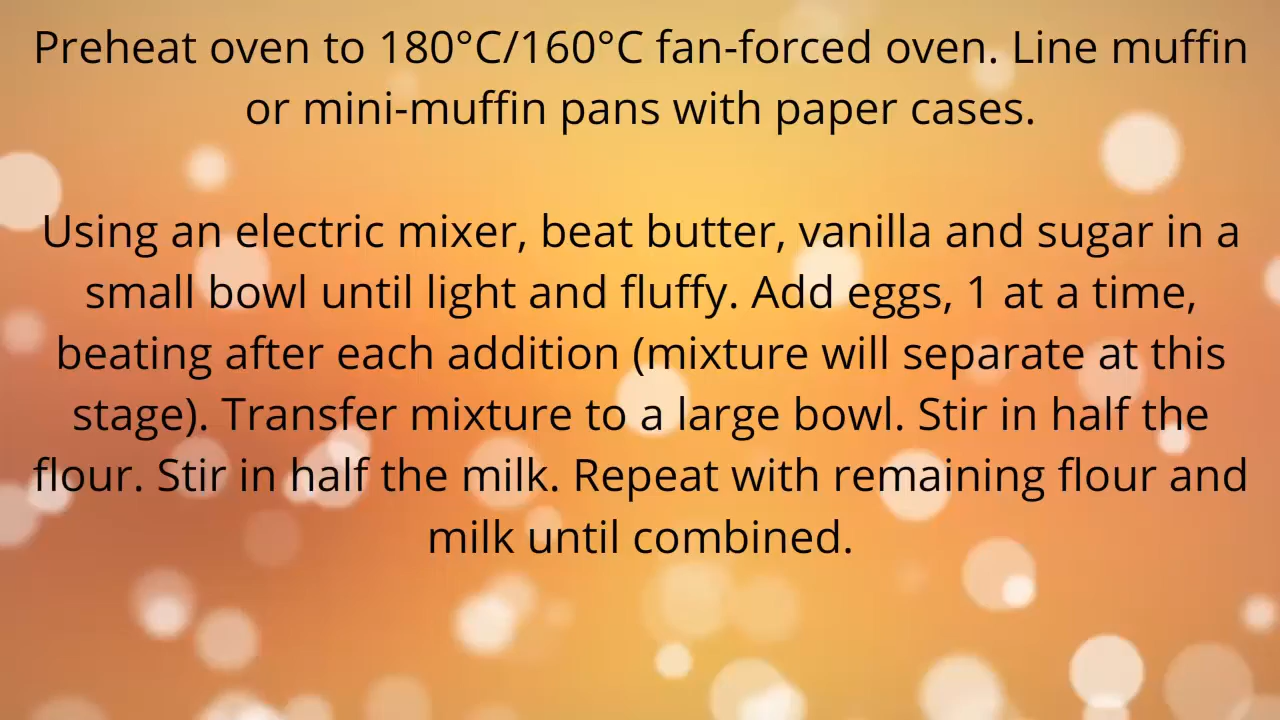 Preheat oven to 180°C/160°C fan-forced oven. Line muffin
or mini-muffin pans with paper cases.
Using an electric mixer, beat butter, vanilla and sugar in a
small bowl until light and fluffy. Add eggs, 1 at a time,
beating after each addition (mixture will separate at this
stage). Transfer mixture to a large bowl. Stir in half the
flour. Stir in half the milk. Repeat with remaining flour and
milk until combined.